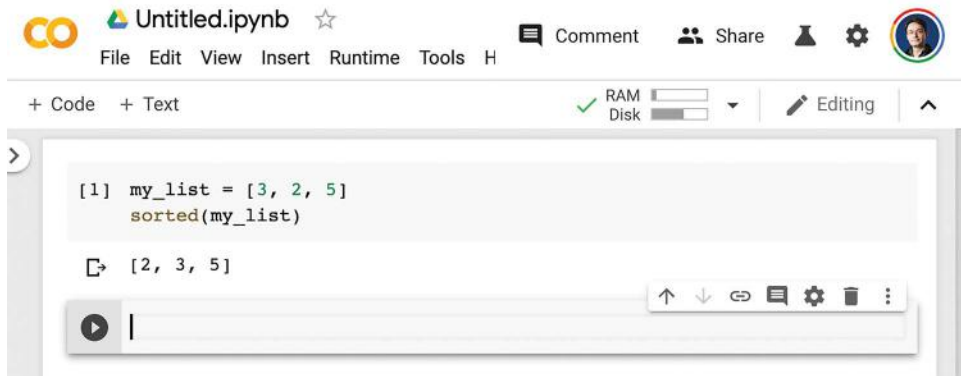 Untitled.ipynb
Comment
Share
File Edit View Insert Runtime Tools H
+ Code + Text
RAM
Disk
Editing
[1] my_list = [3, 2, 5]
sorted(my_list)
[2, 3, 5]